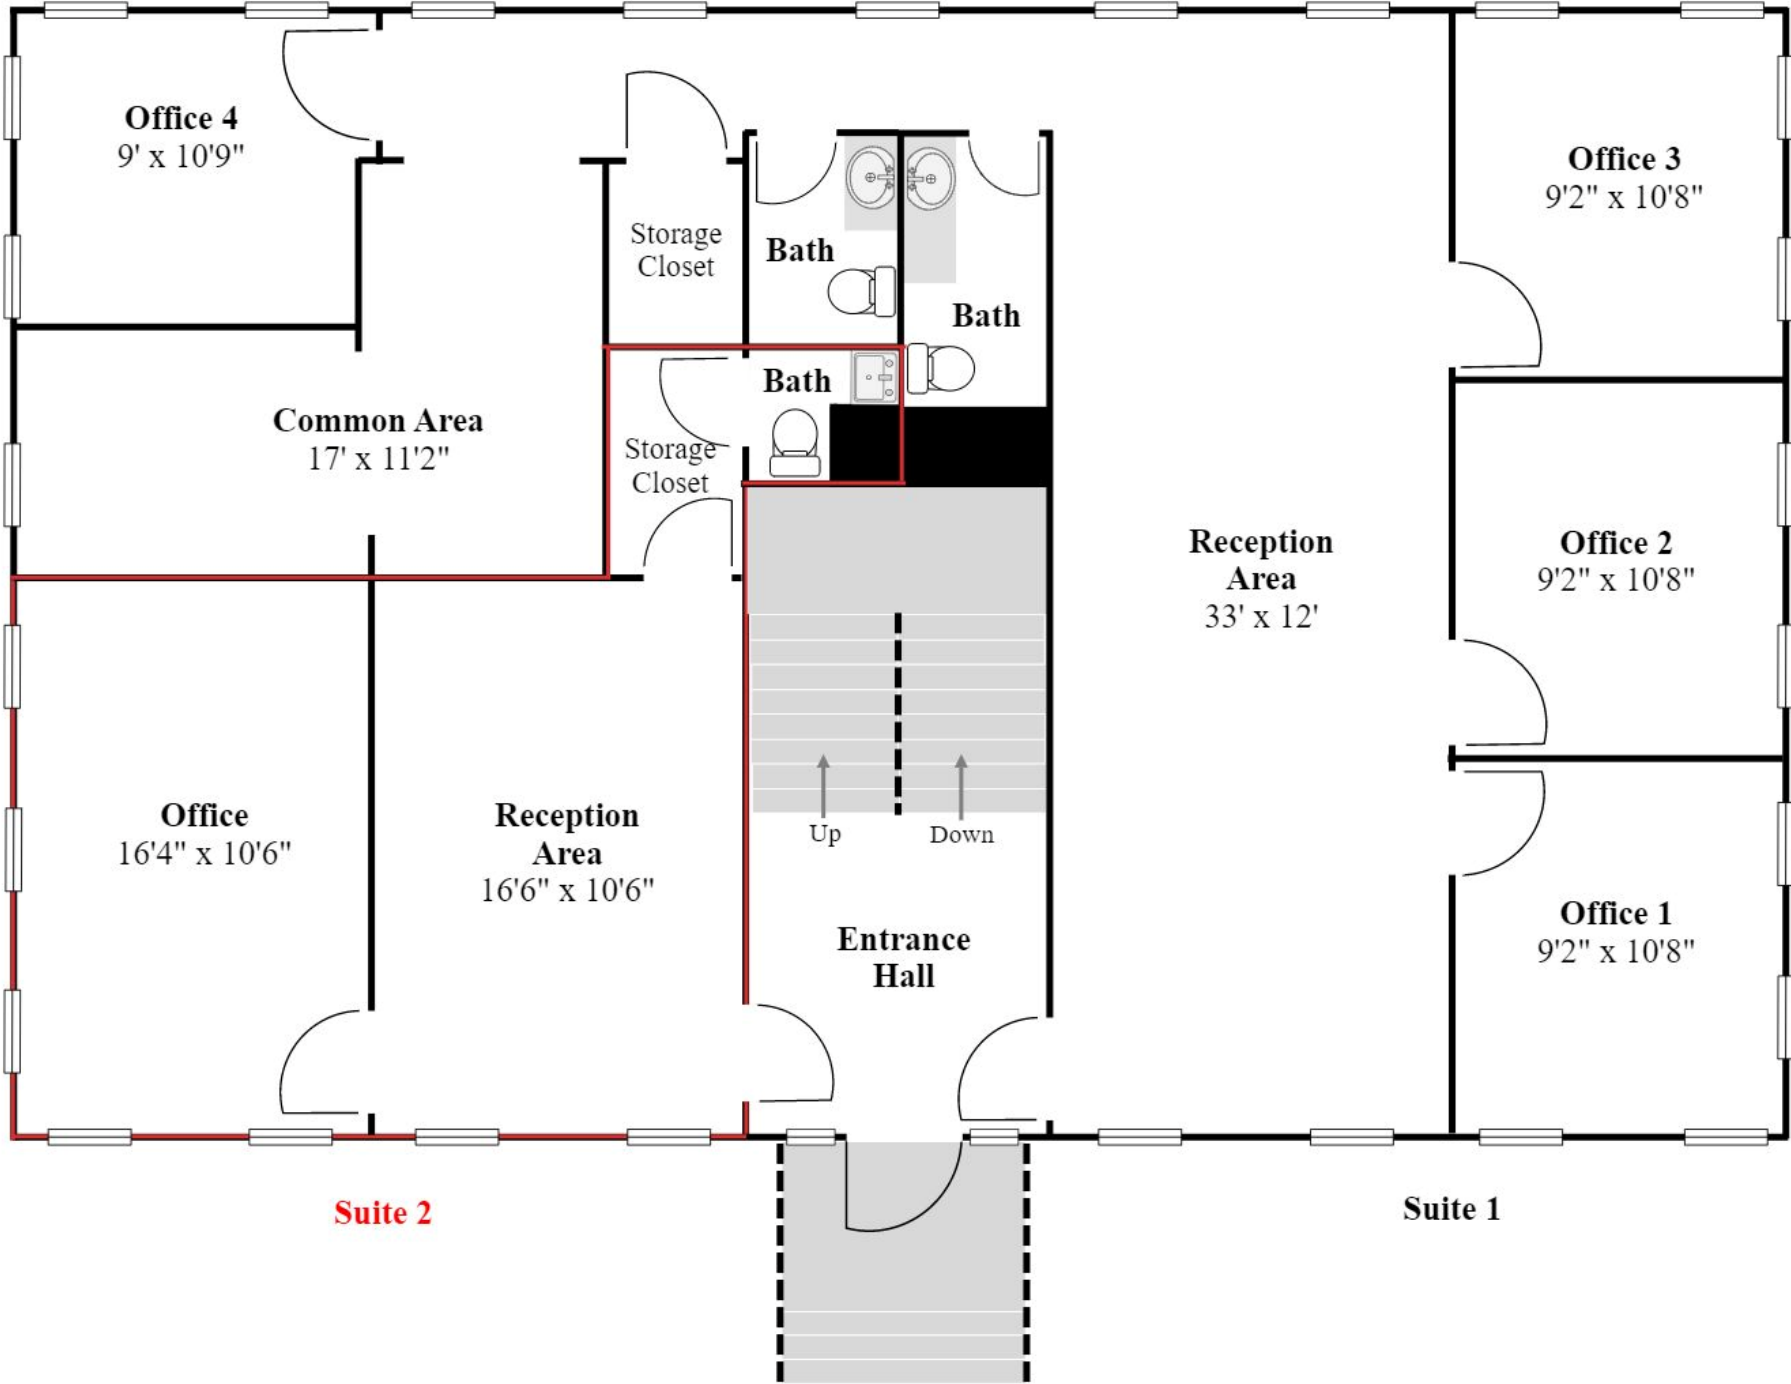 Office 4
9' x 10'9"
Office 3
9'2" x 10'8"
Storage
Closet
Bath
Bath
Bath
Common Area
17' x 11'2"
Storage
Closet
Reception
Area
33' x 12'
Office 2
9'2" x 10'8"
Office
16'4" x 10'6"
Reception
Area
16'6" x 10'6"
Up
Down
Entrance
Hall
Office 1
9'2" x 10'8"
Suite 2
Suite 1